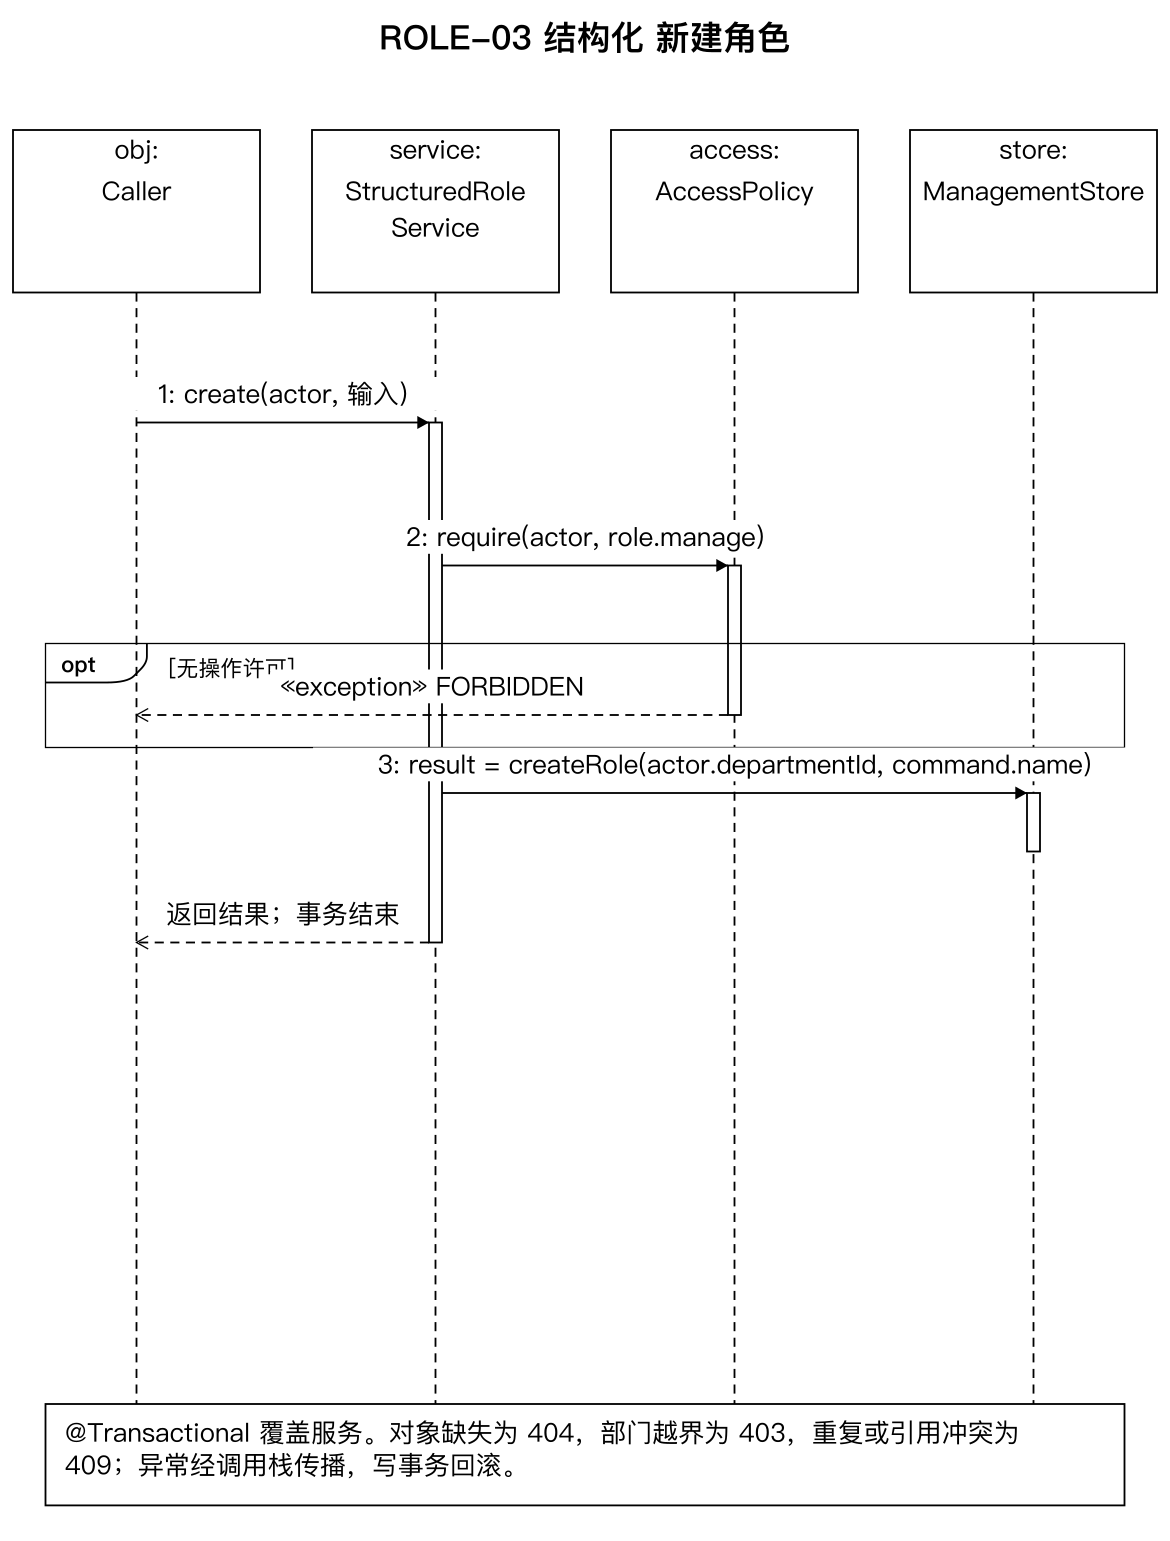 ROLE-03 结构化 新建角色
obj:
Caller
service:
StructuredRole
Service
access:
AccessPolicy
store:
ManagementStore
1: create(actor, 输入)
2: require(actor, role.manage)
opt
[无操作许可]
«exception» FORBIDDEN
3: result = createRole(actor.departmentId, command.name)
返回结果；事务结束
@Transactional 覆盖服务。对象缺失为 404，部门越界为 403，重复或引用冲突为
409；异常经调用栈传播，写事务回滚。